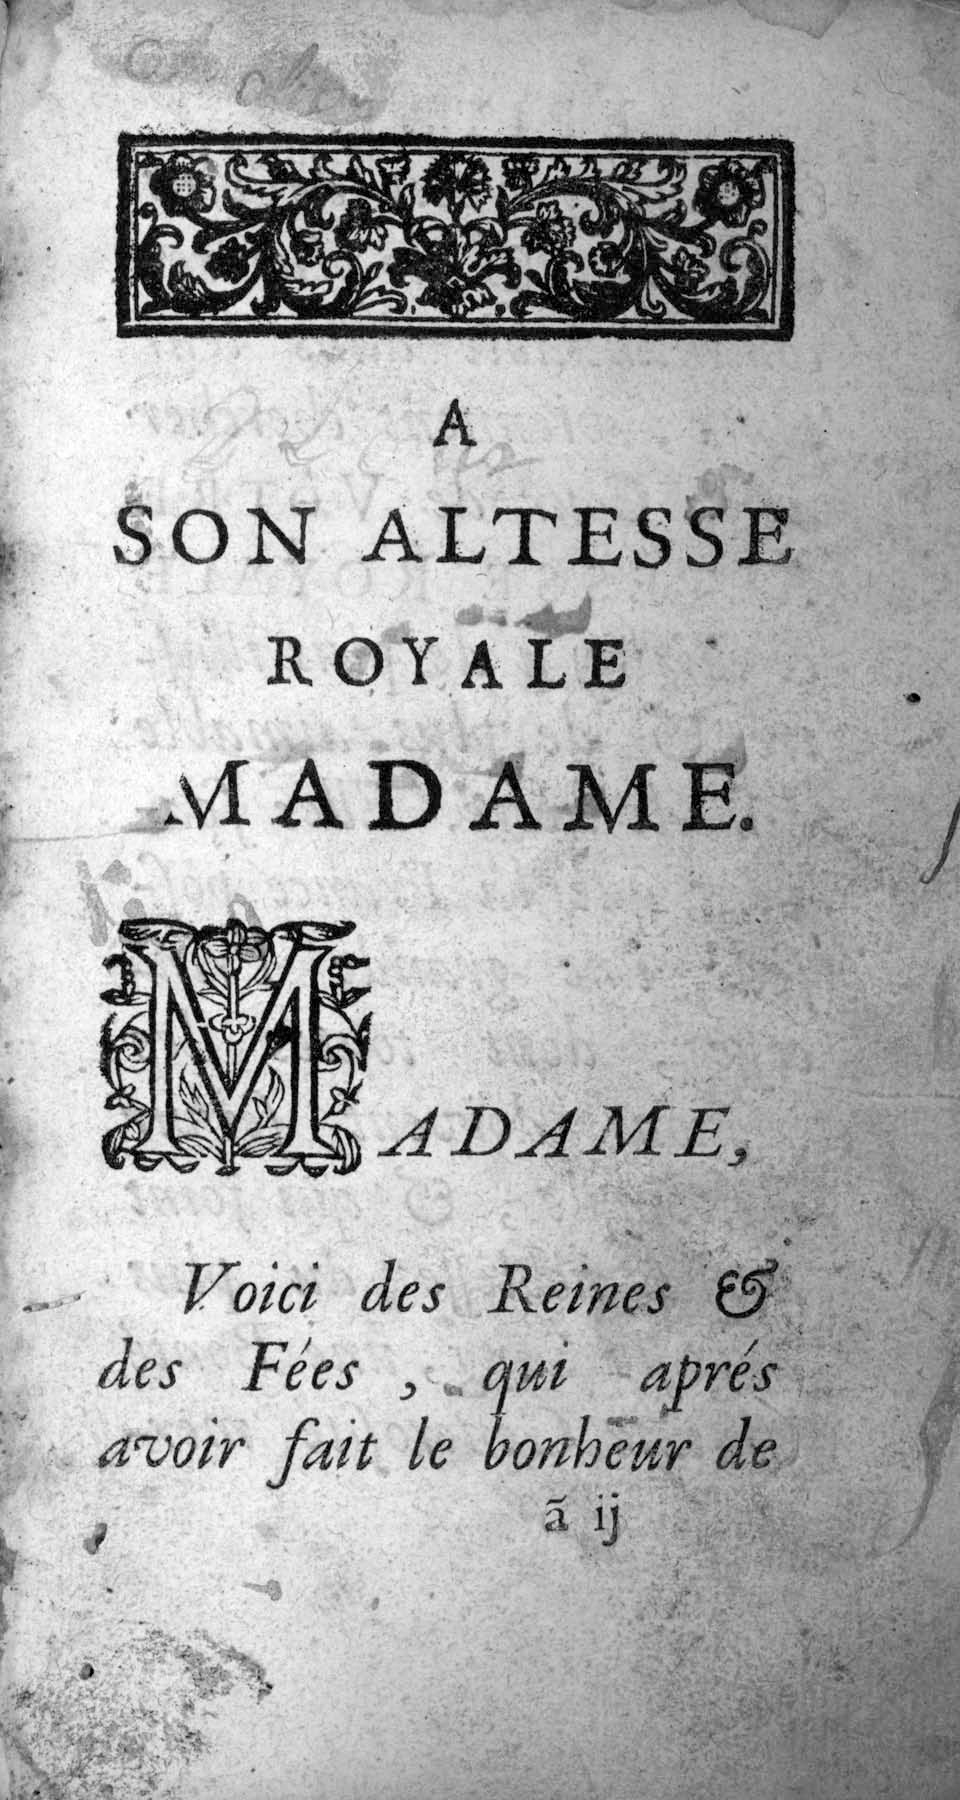 A
SON ALTESSE
ROYALE
MADAME.
MADAME,
Voici des Reines &
des Fées, qui aprés
avoir fait le bonheur de
ã ij